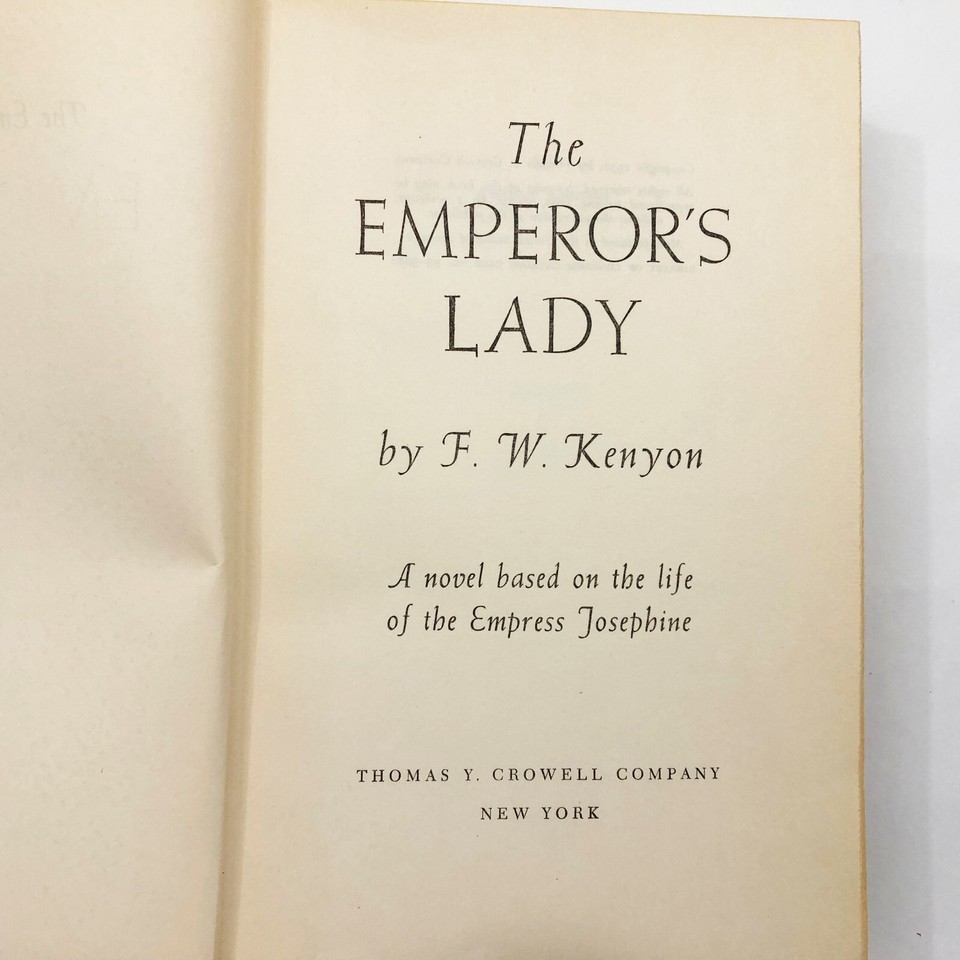 The
EMPEROR'S
LADY
by F. W. Kenyon
A novel based on the life
of the Empress Josephine
THOMAS Y. CROWELL COMPANY
NEW YORK